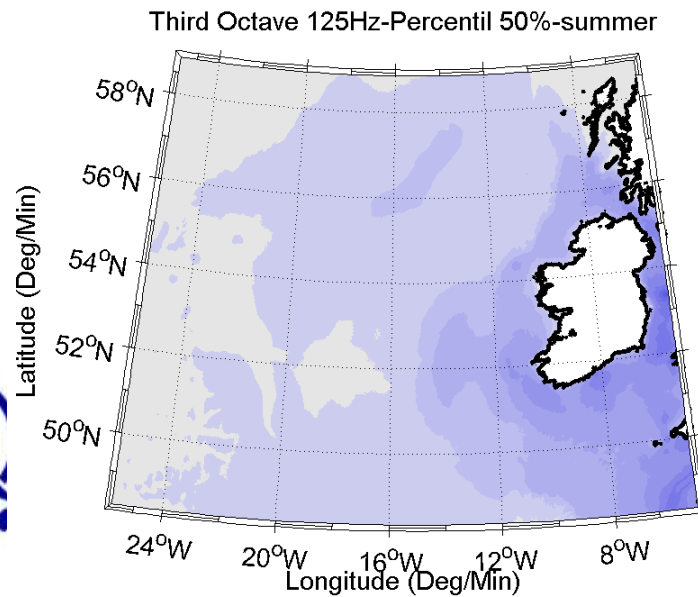 Third Octave 125Hz-Percentil 50%-summer
58°N
56°N
54°N
52°N
50°N
Latitude (Deg/Min)
24°W
20°W
16°W
12°W
8°W
Longitude (Deg/Min)